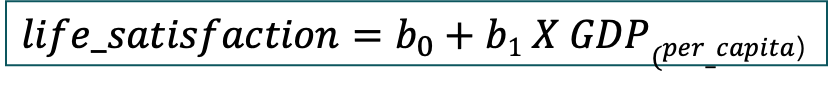 life_satisfaction = b₀ + b₁ X GDP₍per_capita)